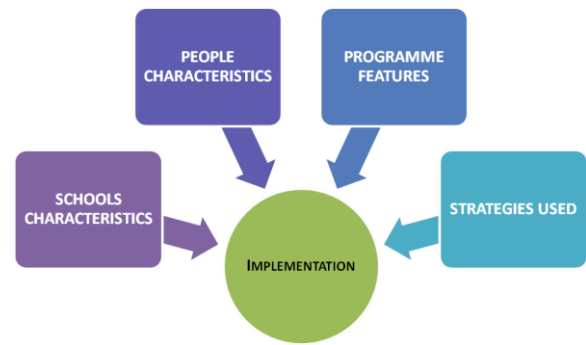 PEOPLE
CHARACTERISTICS
PROGRAMME
FEATURES
SCHOOLS
CHARACTERISTICS
STRATEGIES USED
IMPLEMENTATION